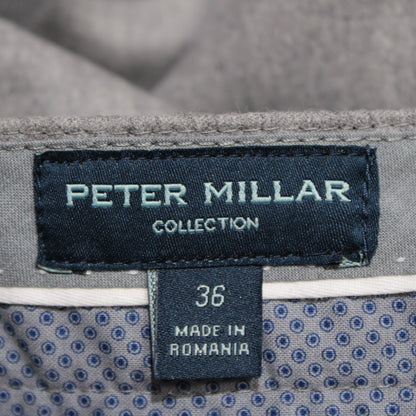 PETER MILLAR
COLLECTION
36
MADE IN
ROMANIA